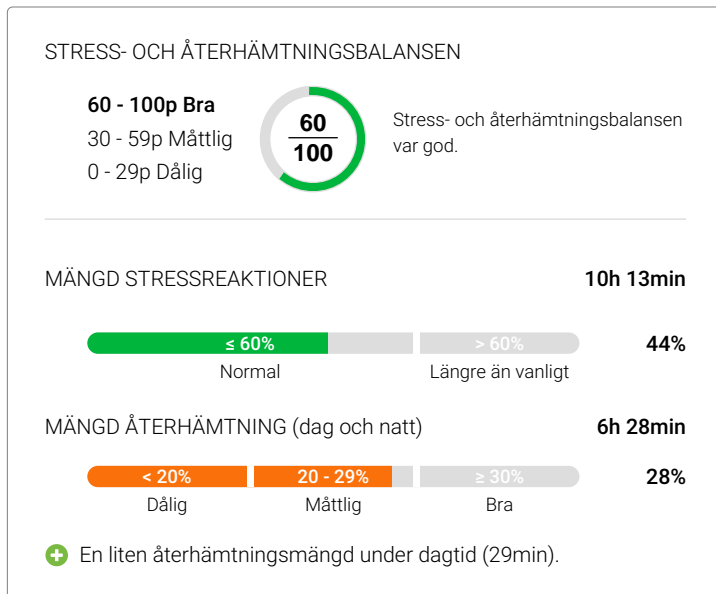 STRESS- OCH ÅTERHÄMTNINGSBALANSEN
60 - 100p Bra
30 - 59p Måttlig
0 - 29p Dålig
60
100
Stress- och återhämtningsbalansen
var god.
MÄNGD STRESSREAKTIONER 10h 13min
≤ 60% > 60% 44%
Normal Längre än vanligt
MÄNGD ÅTERHÄMTNING (dag och natt) 6h 28min
< 20% 20 - 29% ≥ 30% 28%
Dålig Måttlig Bra
En liten återhämtningsmängd under dagtid (29min).